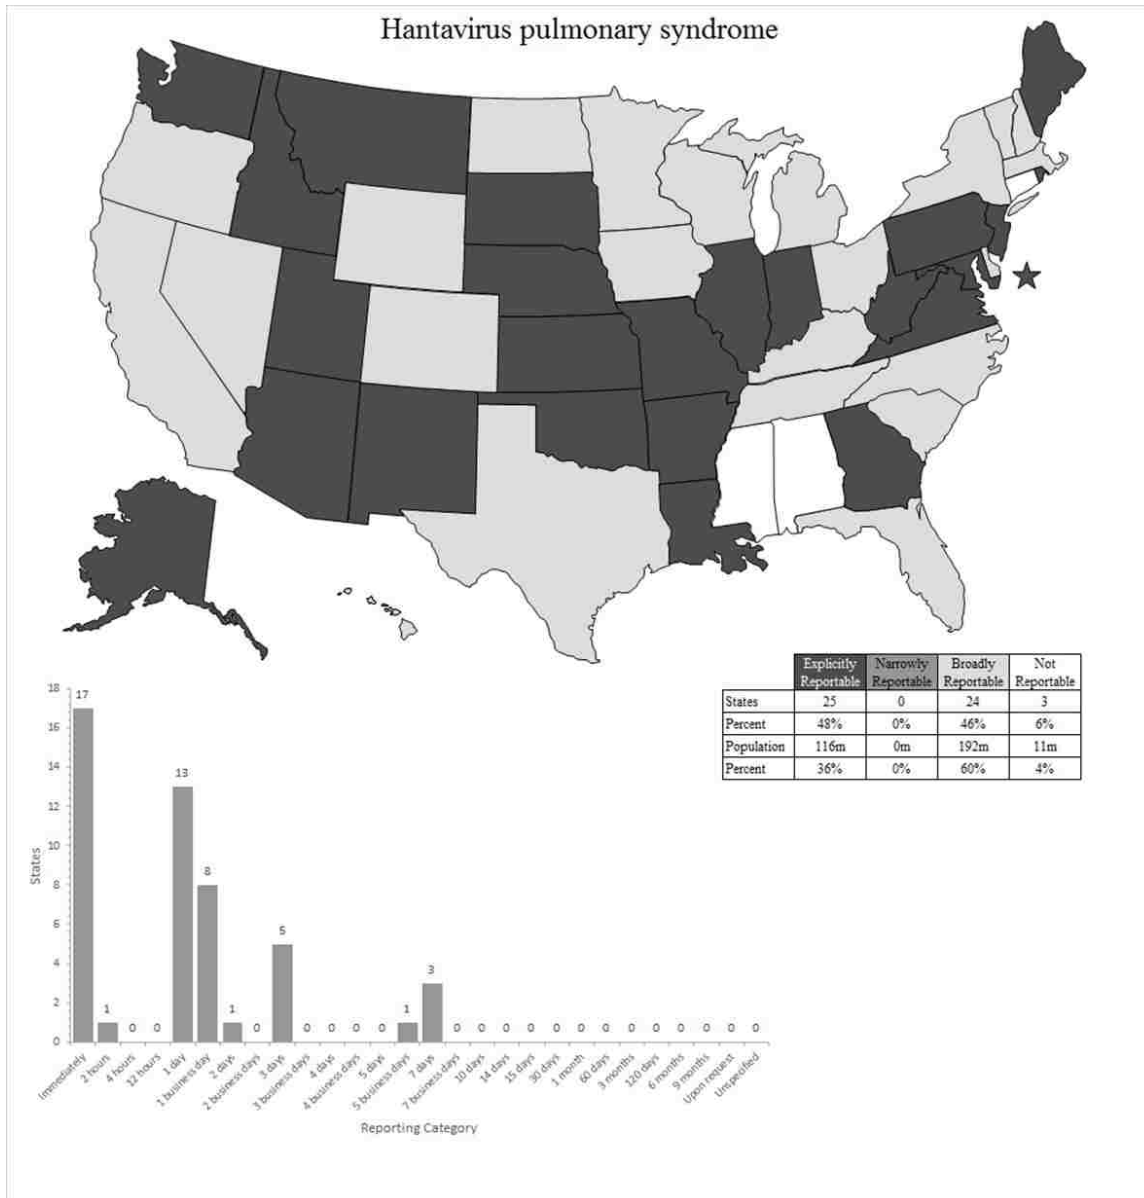 Hantavirus pulmonary syndrome
Explicitly Reportable Narrowly Reportable Broadly Reportable Not Reportable
States 25 0 24 3
Percent 48% 0% 46% 6%
Population 116m 0m 192m 11m
Percent 36% 0% 60% 4%
18
16
14
12
10
8
6
4
2
0
States
17
1
0
0
13
8
1
0
5
0
0
0
0
1
3
0
0
0
0
0
0
0
0
0
0
0
0
0
Immediately
2 hours
4 hours
12 hours
1 day
1 business day
2 days
2 business days
3 days
3 business days
4 days
4 business days
5 days
5 business days
7 days
7 business days
10 days
14 days
15 days
30 days
1 month
60 days
3 months
120 days
6 months
9 months
Upon request
Unspecified
Reporting Category